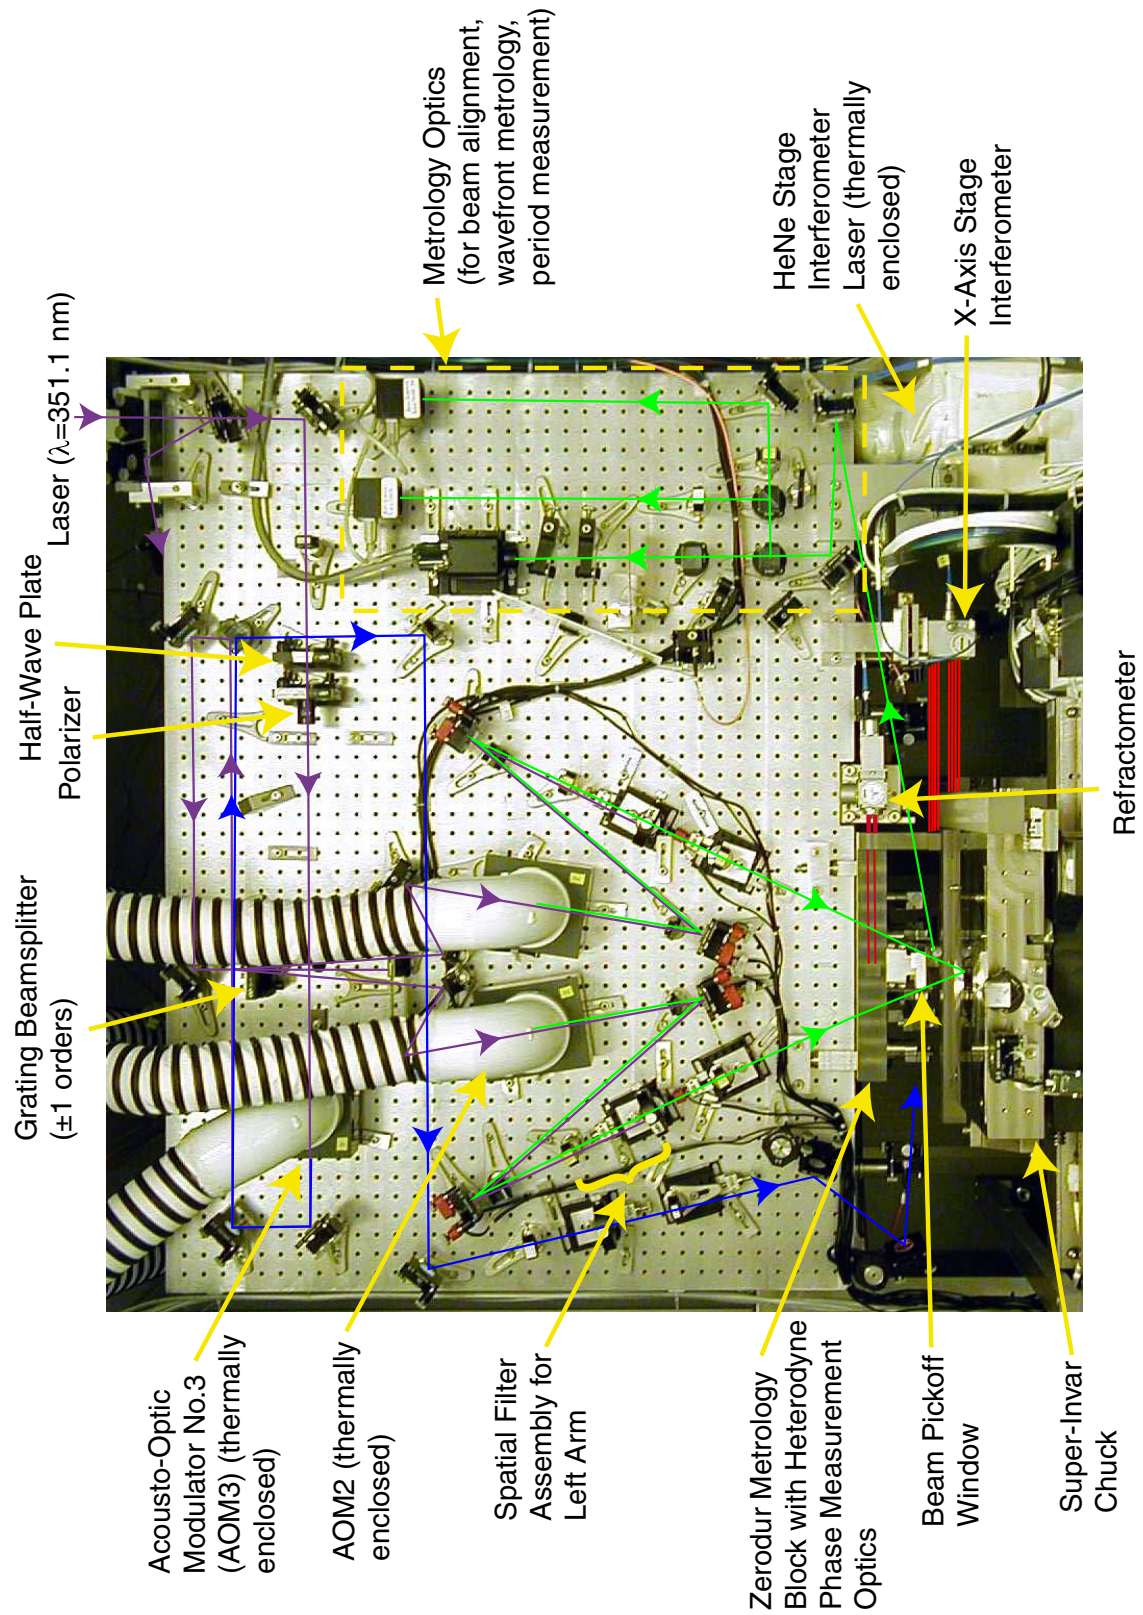 Laser (λ=351.1 nm)
Half-Wave Plate
Polarizer
Grating Beamsplitter
(±1 orders)
Metrology Optics
(for beam alignment,
wavefront metrology,
period measurement)
HeNe Stage
Interferometer
Laser (thermally
enclosed)
X-Axis Stage
Interferometer
Refractometer
Acousto-Optic
Modulator No.3
(AOM3) (thermally
enclosed)
AOM2 (thermally
enclosed)
Spatial Filter
Assembly for
Left Arm
Zerodur Metrology
Block with Heterodyne
Phase Measurement
Optics
Beam Pickoff
Window
Super-Invar
Chuck